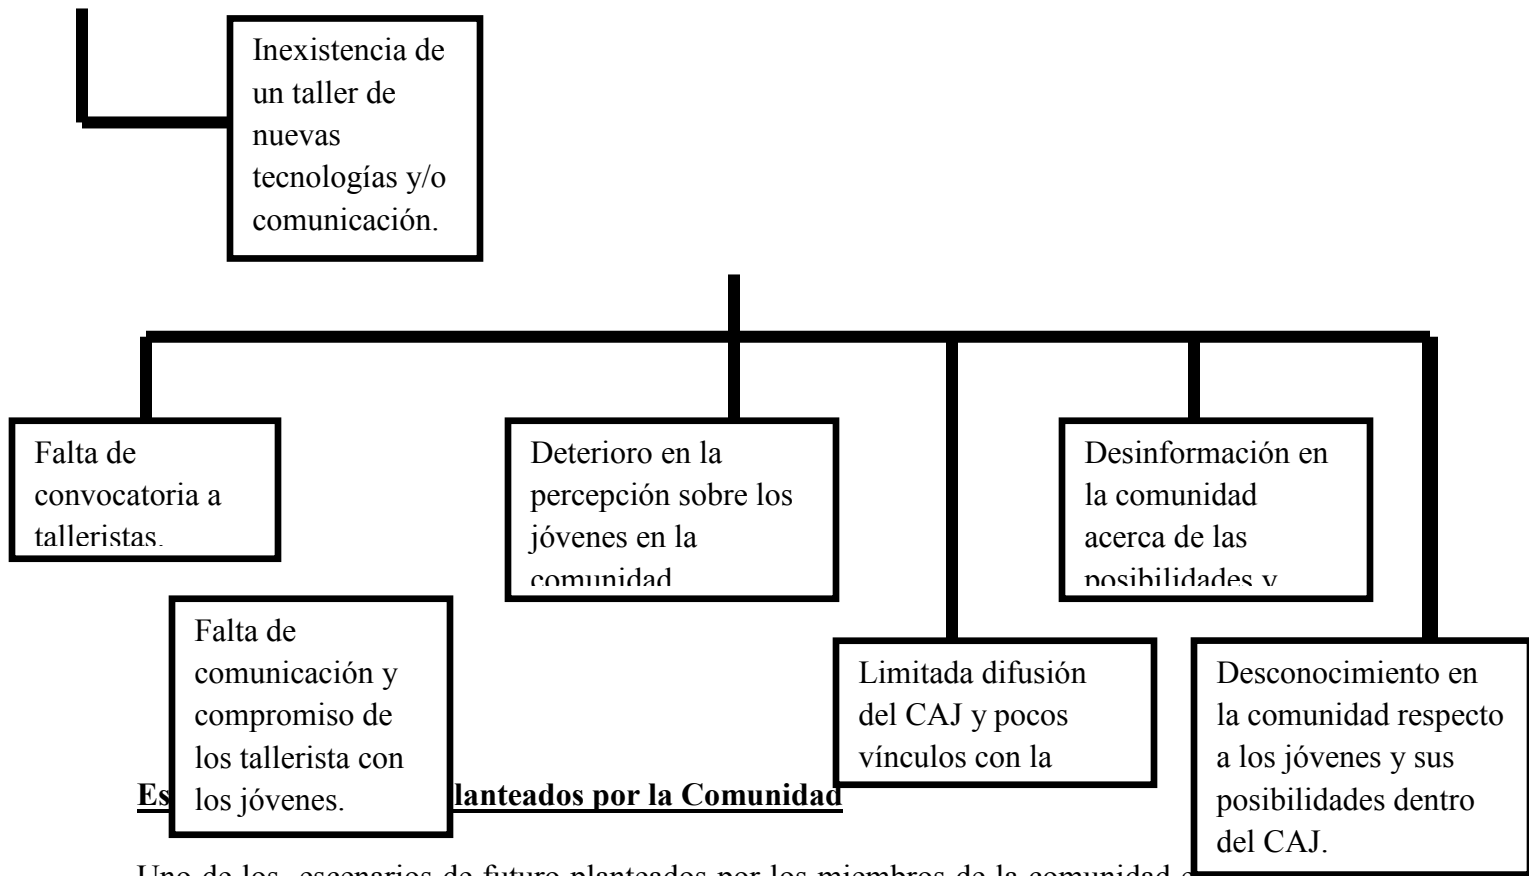 Inexistencia de
un taller de
nuevas
tecnologías y/o
comunicación.
Falta de
convocatoria a
talleristas.
Deterioro en la
percepción sobre los
jóvenes en la
comunidad
Desinformación en
la comunidad
acerca de las
posibilidades y
Falta de
comunicación y
compromiso de
los tallerista con
los jóvenes.
Limitada difusión
del CAJ y pocos
vínculos con la
Desconocimiento en
la comunidad respecto
a los jóvenes y sus
posibilidades dentro
del CAJ.
Es lanteados por la Comunidad
Uno de los escenarios de futuro planteados por los miembros de la comunidad